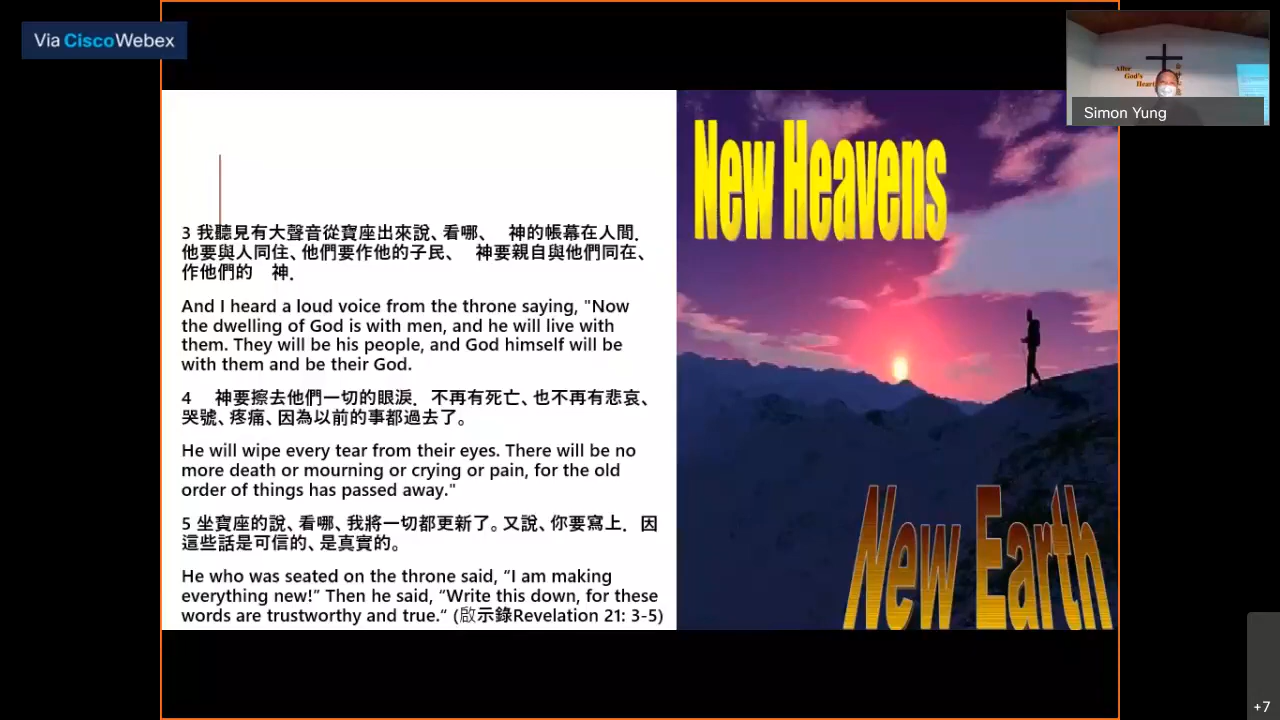 Via Cisco Webex
After
God's
Heart
Simon Yung
New Heavens
3 我聽見有大聲音從寶座出來說、看哪、　神的帳幕在人間．
他要與人同住、他們要作他的子民、　神要親自與他們同在、
作他們的　神．
And I heard a loud voice from the throne saying, "Now
the dwelling of God is with men, and he will live with
them. They will be his people, and God himself will be
with them and be their God.
4　神要擦去他們一切的眼淚．不再有死亡、也不再有悲哀、
哭號、疼痛、因為以前的事都過去了。
He will wipe every tear from their eyes. There will be no
more death or mourning or crying or pain, for the old
order of things has passed away."
5 坐寶座的說、看哪、我將一切都更新了。又說、你要寫上．因
這些話是可信的、是真實的。
He who was seated on the throne said, “I am making
everything new!” Then he said, “Write this down, for these
words are trustworthy and true.“ (啟示錄Revelation 21: 3-5)
New Earth
+7